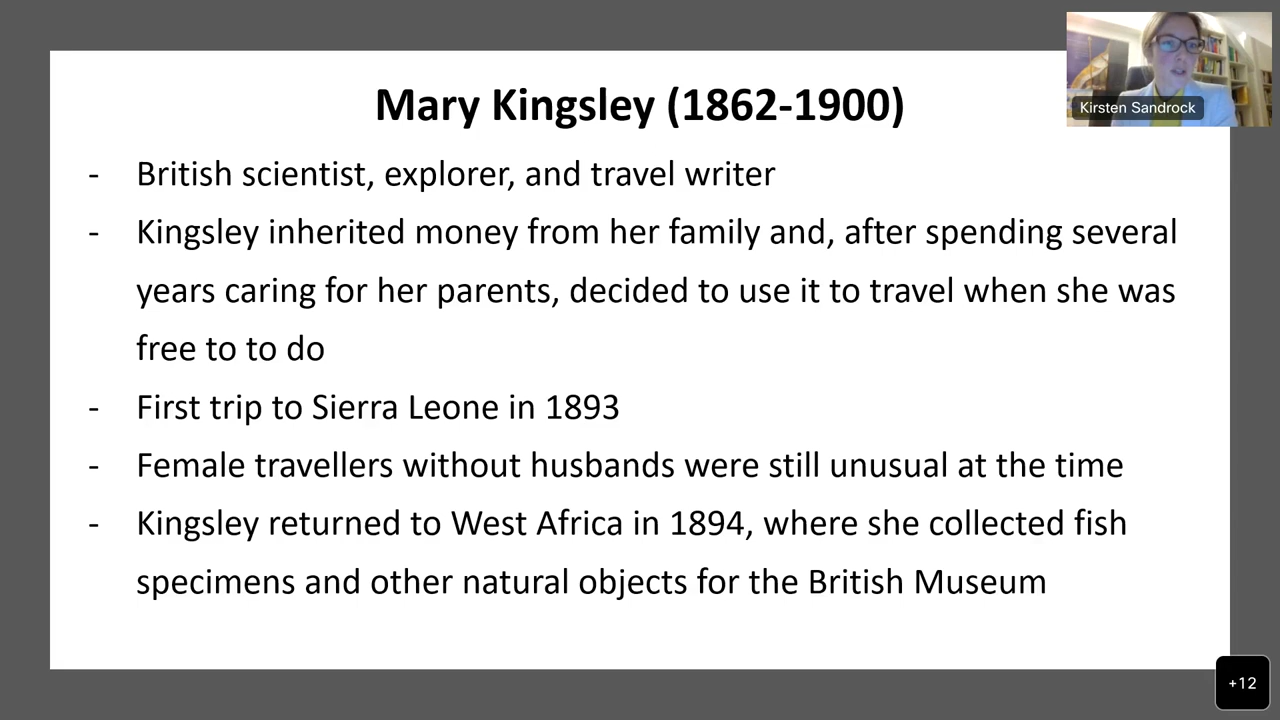 Mary Kingsley (1862-1900)
Kirsten Sandrock
- British scientist, explorer, and travel writer
- Kingsley inherited money from her family and, after spending several
years caring for her parents, decided to use it to travel when she was
free to to do
- First trip to Sierra Leone in 1893
- Female travellers without husbands were still unusual at the time
- Kingsley returned to West Africa in 1894, where she collected fish
specimens and other natural objects for the British Museum
+12